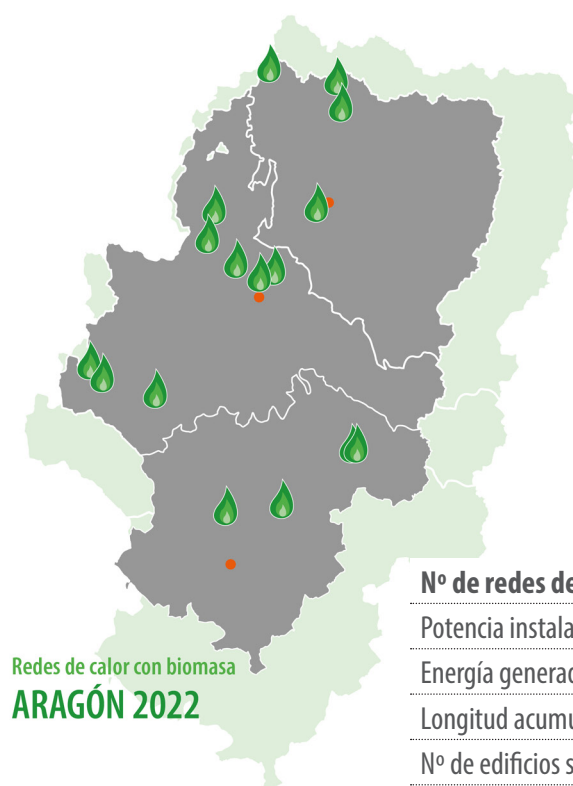 Redes de calor con biomasa
ARAGÓN 2022
Nº de redes de
Potencia instala
Energía generac
Longitud acumu
Nº de edificios s